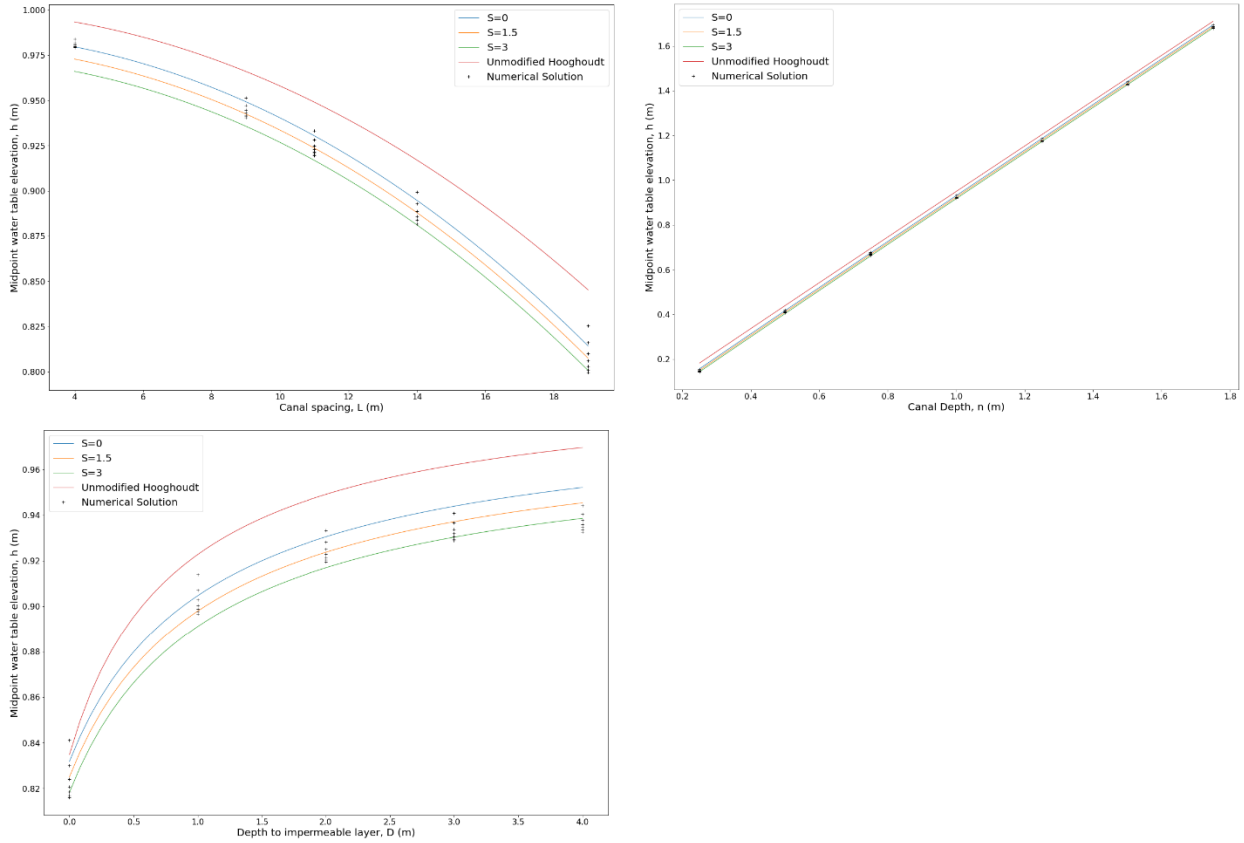 1.000
0.975
0.950
0.925
0.900
0.875
0.850
0.825
0.800
Midpoint water table elevation, h (m)
S=0
S=1.5
S=3
Unmodified Hooghoudt
Numerical Solution
4 6 8 10 12 14 16 18
Canal spacing, L (m)
1.6
1.4
1.2
1.0
0.8
0.6
0.4
0.2
Midpoint water table elevation, h (m)
S=0
S=1.5
S=3
Unmodified Hooghoudt
Numerical Solution
0.2 0.4 0.6 0.8 1.0 1.2 1.4 1.6 1.8
Canal Depth, n (m)
0.96
0.94
0.92
0.90
0.88
0.86
0.84
0.82
Midpoint water table elevation, h (m)
S=0
S=1.5
S=3
Unmodified Hooghoudt
Numerical Solution
0.0 0.5 1.0 1.5 2.0 2.5 3.0 3.5 4.0
Depth to impermeable layer, D (m)